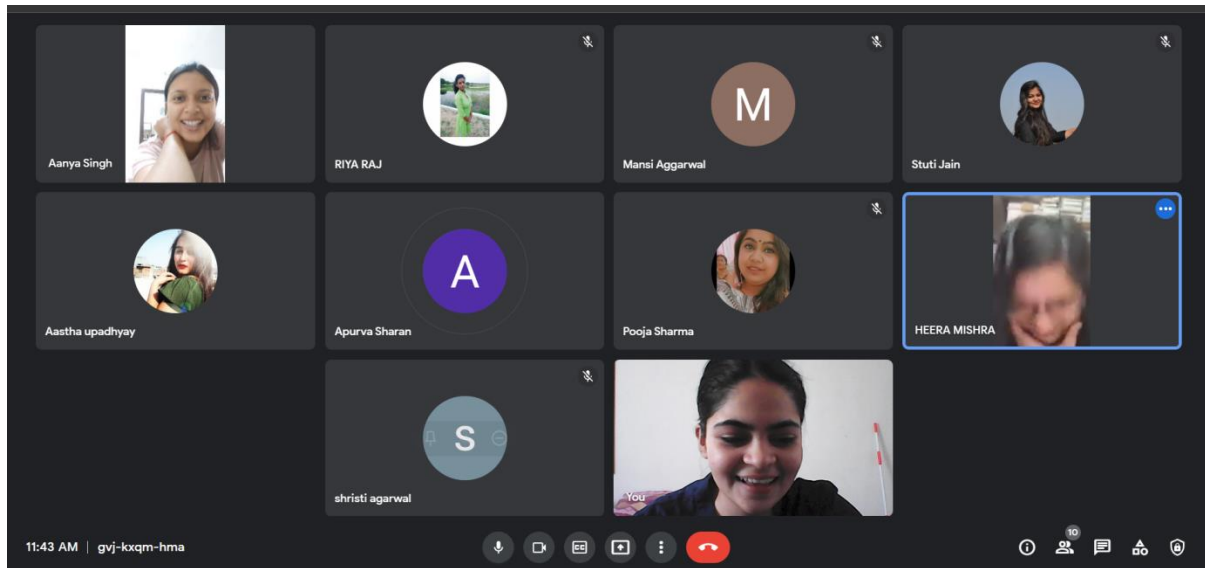 Aanya Singh
RIYA RAJ
M
Mansi Aggarwal
Stuti Jain
Aastha upadhyay
A
Apurva Sharan
Pooja Sharma
HEERA MISHRA
S
shristi agarwal
You
11:43 AM | gvj-kxqm-hma
CC
10